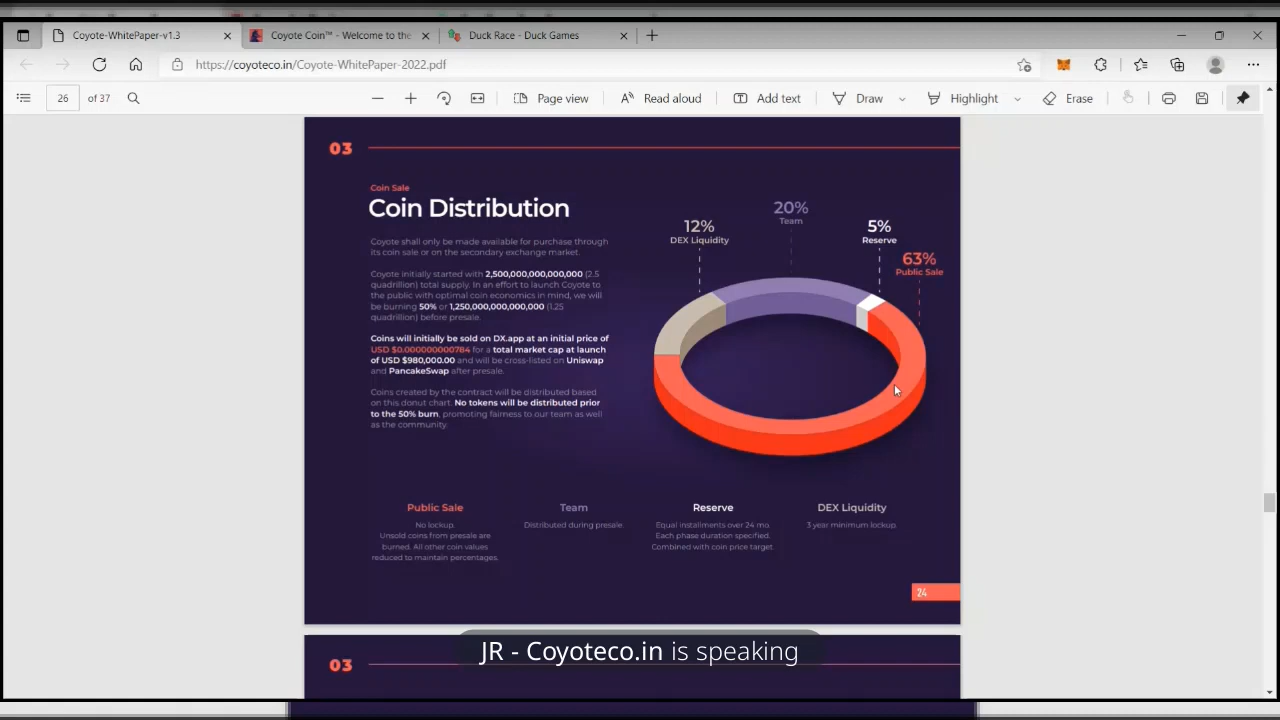 Coyote-WhitePaper-v1.3
Coyote Coin™ - Welcome to the
Duck Race - Duck Games
https://coyoteco.in/Coyote-WhitePaper-2022.pdf
26 of 37
Page view
Read aloud
Add text
Draw
Highlight
Erase
03
Coin Sale
Coin Distribution
Coyote shall only be made available for purchase through
its coin sale or on the secondary exchange market.
Coyote initially started with 2,500,000,000,000,000 (2.5
quadrillion) total supply. In an effort to launch Coyote to
the public with optimal coin economics in mind, we will
be burning 50% or 1,250,000,000,000,000 (1.25
quadrillion) before presale.
Coins will initially be sold on DX.app at an initial price of
USD $0.000000000784 for a total market cap at launch
of USD $980,000.00 and will be cross-listed on Uniswap
and PancakeSwap after presale.
Coins created by the contract will be distributed based
on this donut chart. No tokens will be distributed prior
to the 50% burn, promoting fairness to our team as well
as the community.
12%
DEX Liquidity
20%
Team
5%
Reserve
63%
Public Sale
Public Sale
No lockup.
Unsold coins from presale are
burned. All other coin values
reduced to maintain percentages.
Team
Distributed during presale.
Reserve
Equal installments over 24 mo.
Each phase duration specified.
Combined with coin price target.
DEX Liquidity
3 year minimum lockup.
24
JR - Coyoteco.in is speaking
03